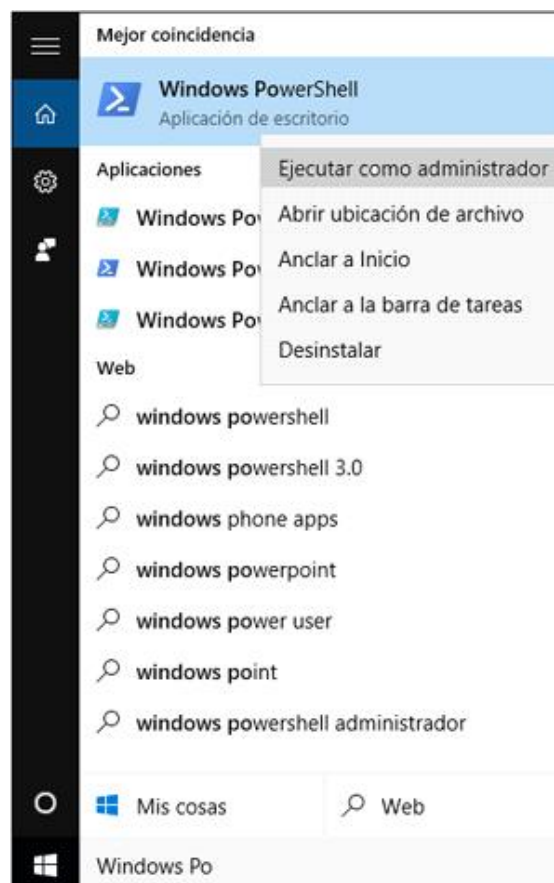 Mejor coincidencia
Windows PowerShell
Aplicación de escritorio
Aplicaciones
Ejecutar como administrador
Windows Po
Abrir ubicación de archivo
Windows Po
Anclar a Inicio
Windows Po
Anclar a la barra de tareas
Desinstalar
Web
windows powershell
windows powershell 3.0
windows phone apps
windows powerpoint
windows power user
windows point
windows powershell administrador
Mis cosas
Web
Windows Po